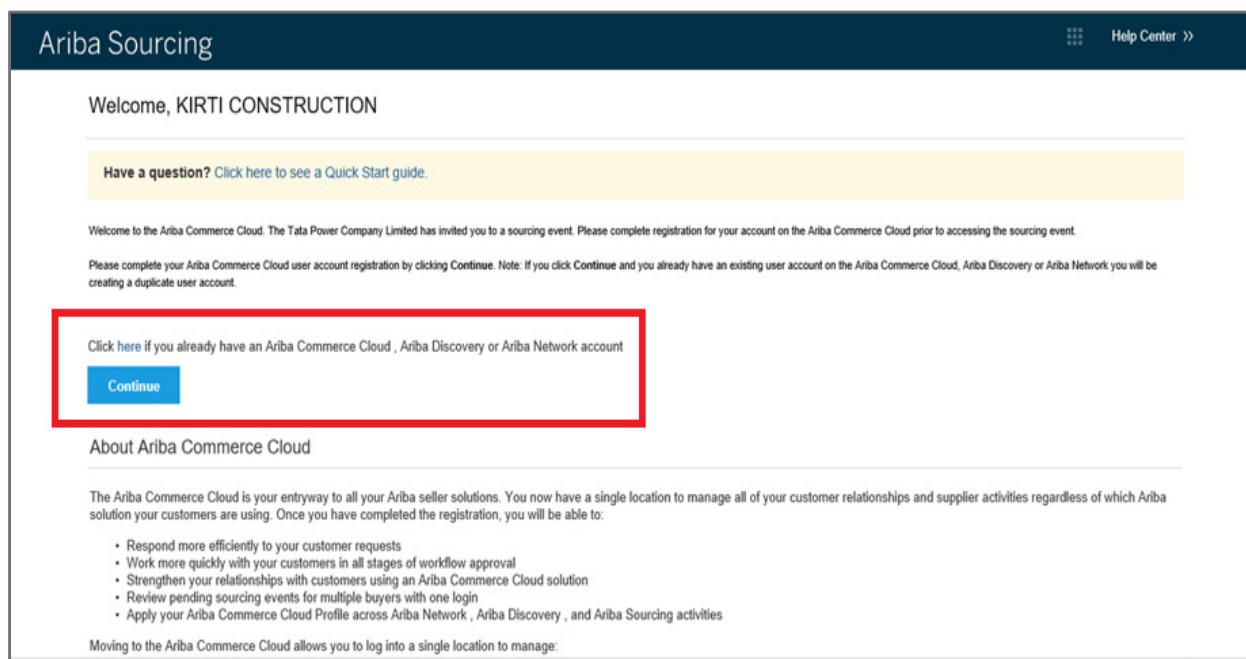 Ariba Sourcing
Help Center »
Welcome, KIRTI CONSTRUCTION
Have a question? Click here to see a Quick Start guide.
Welcome to the Ariba Commerce Cloud. The Tata Power Company Limited has invited you to a sourcing event. Please complete registration for your account on the Ariba Commerce Cloud prior to accessing the sourcing event.
Please complete your Ariba Commerce Cloud user account registration by clicking Continue. Note: If you click Continue and you already have an existing user account on the Ariba Commerce Cloud, Ariba Discovery or Ariba Network you will be
creating a duplicate user account.
Click here if you already have an Ariba Commerce Cloud , Ariba Discovery or Ariba Network account
Continue
About Ariba Commerce Cloud
The Ariba Commerce Cloud is your entryway to all your Ariba seller solutions. You now have a single location to manage all of your customer relationships and supplier activities regardless of which Ariba
solution your customers are using. Once you have completed the registration, you will be able to:
• Respond more efficiently to your customer requests
• Work more quickly with your customers in all stages of workflow approval
• Strengthen your relationships with customers using an Ariba Commerce Cloud solution
• Review pending sourcing events for multiple buyers with one login
• Apply your Ariba Commerce Cloud Profile across Ariba Network , Ariba Discovery , and Ariba Sourcing activities
Moving to the Ariba Commerce Cloud allows you to log into a single location to manage: